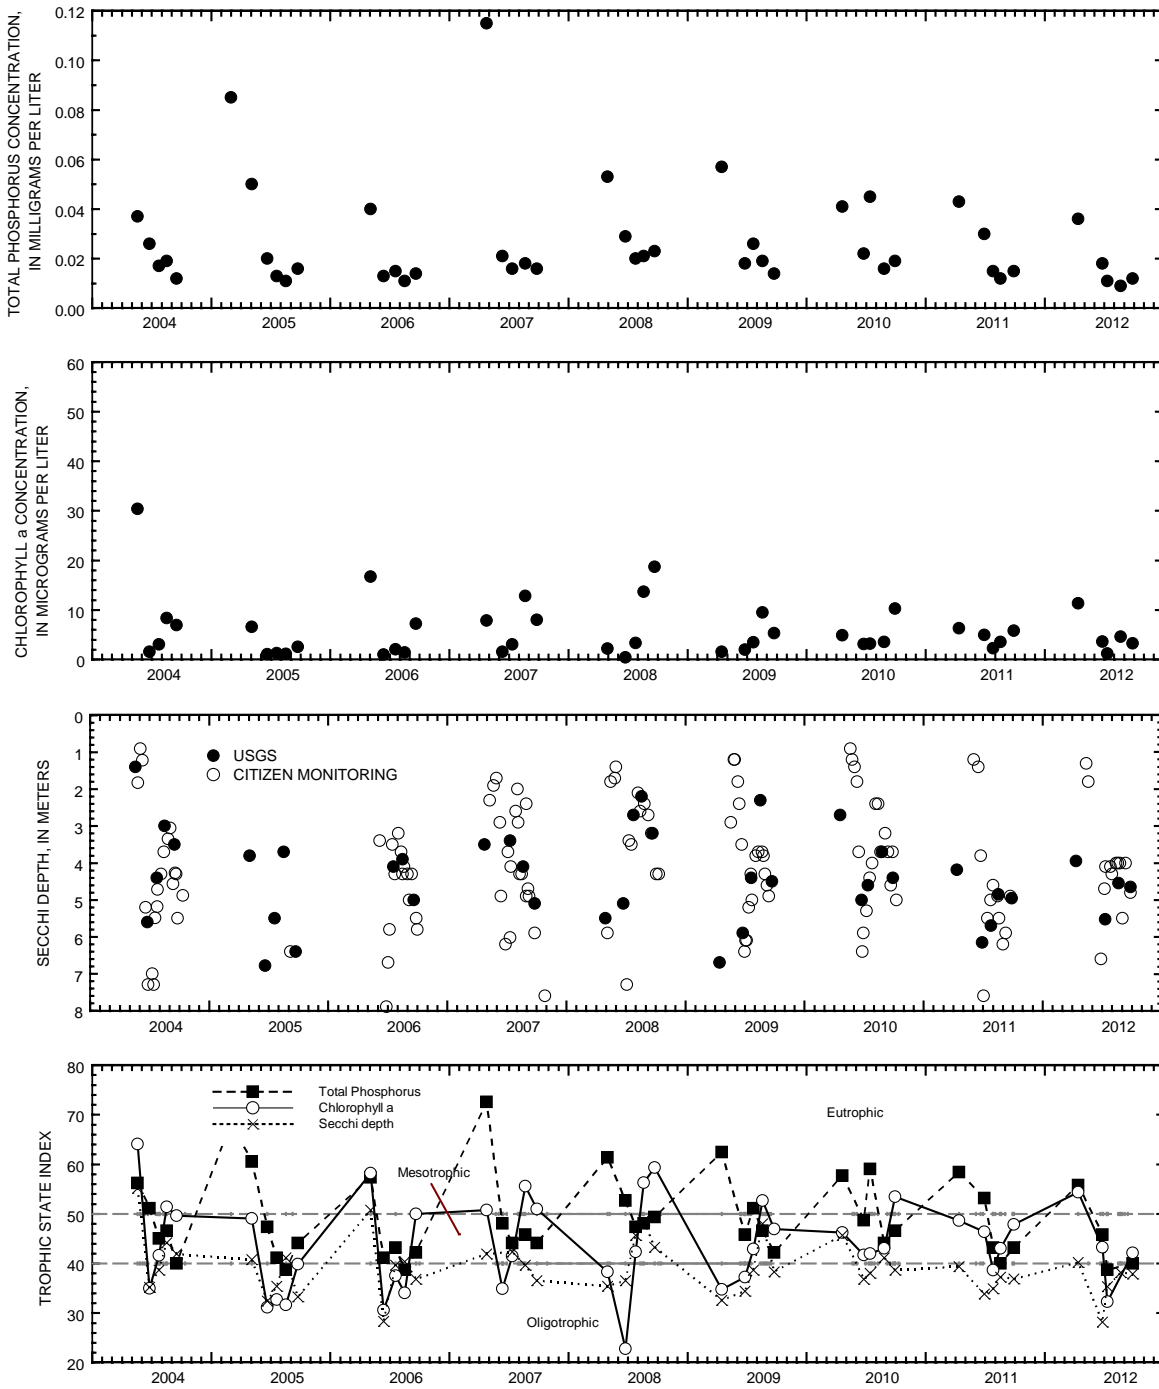 TOTAL PHOSPHORUS CONCENTRATION,
IN MILLIGRAMS PER LITER
0.12
0.10
0.08
0.06
0.04
0.02
0.00
2004 2005 2006 2007 2008 2009 2010 2011 2012
CHLOROPHYLL a CONCENTRATION,
IN MICROGRAMS PER LITER
60
50
40
30
20
10
0
2004 2005 2006 2007 2008 2009 2010 2011 2012
SECCHI DEPTH, IN METERS
0
1
2
3
4
5
6
7
8
USGS
CITIZEN MONITORING
2004 2005 2006 2007 2008 2009 2010 2011 2012
TROPHIC STATE INDEX
80
70
60
50
40
30
20
Total Phosphorus
Chlorophyll a
Secchi depth
Eutrophic
Mesotrophic
Oligotrophic
2004 2005 2006 2007 2008 2009 2010 2011 2012